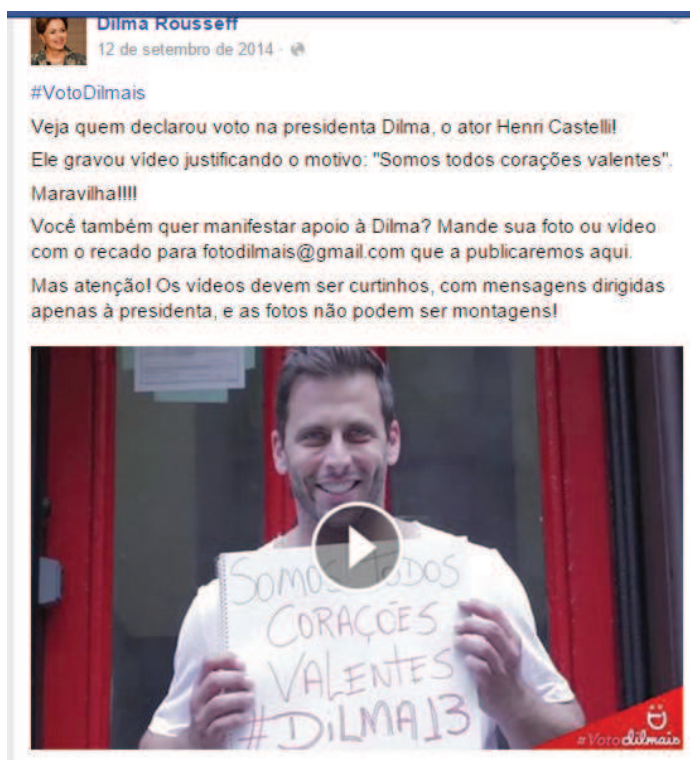 Dilma Rousseff
12 de setembro de 2014
#VotoDilmais
Veja quem declarou voto na presidenta Dilma, o ator Henri Castelli!
Ele gravou vídeo justificando o motivo: "Somos todos corações valentes".
Maravilha!!!!
Você também quer manifestar apoio à Dilma? Mande sua foto ou vídeo
com o recado para fotodilmais@gmail.com que a publicaremos aqui.
Mas atenção! Os vídeos devem ser curtinhos, com mensagens dirigidas
apenas à presidenta, e as fotos não podem ser montagens!
SOMOS TODOS
CORAÇÕES
VALENTES
#DiLMA13
#Votodilmais